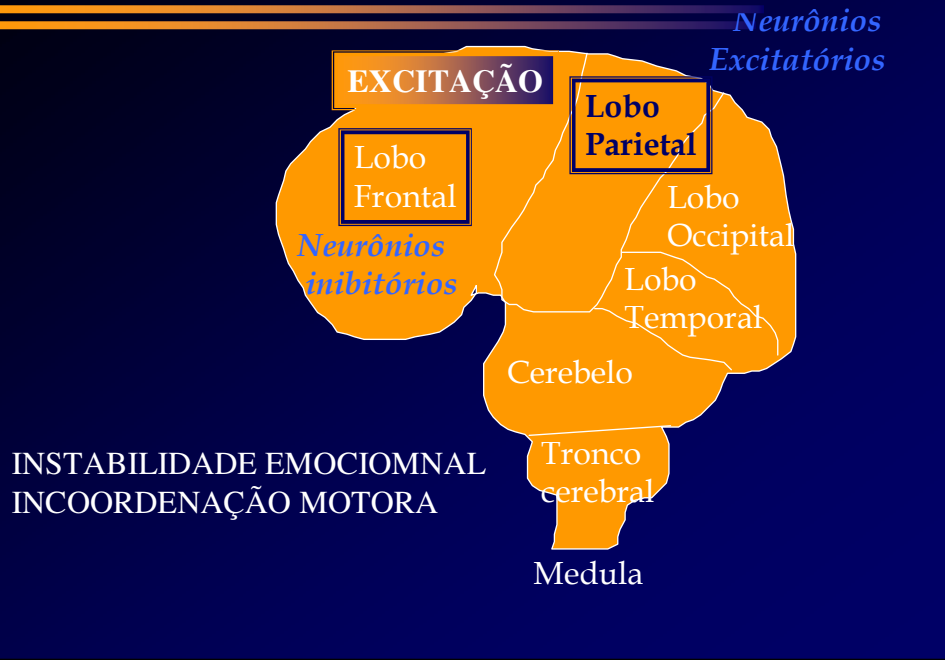 Neurônios
Excitatórios
EXCITAÇÃO
Lobo
Parietal
Lobo
Frontal
Lobo
Occipital
Neurônios
inibitórios
Lobo
Temporal
Cerebelo
INSTABILIDADE EMOCIOMNAL
INCOORDENAÇÃO MOTORA
Tronco
cerebral
Medula